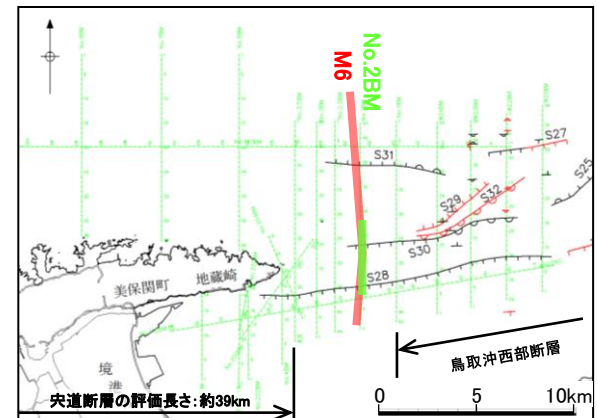 M6
No.2BM
S27
S31
S25
S29
S32
S30
S28
美保関町
地蔵崎
境
港
鳥取沖西部断層
宍道断層の評価長さ:約39km
0 5 10km